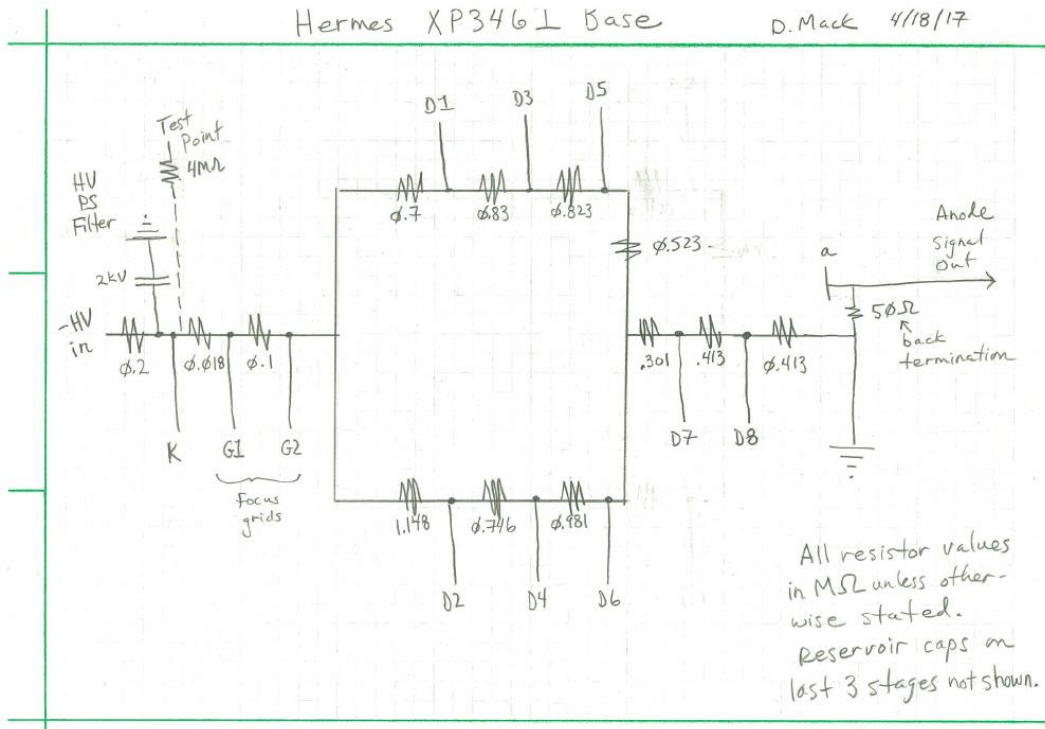 Hermes XP3461 Base
D. Mack 4/18/17
Test
Point
4MΩ
HV
PS
Filter
2kV
-HV
in
φ.2
φ.φ18
φ.1
K
G1
G2
Focus
grids
D1
D3
D5
φ.7
φ.83
φ.823
φ.523
.301
.413
φ.413
D7
D8
a
Anode
Signal
Out
5φΩ
back
termination
1.148
φ.746
φ.981
D2
D4
D6
All resistor values
in MΩ unless other-
wise stated.
Reservoir caps on
last 3 stages not shown.